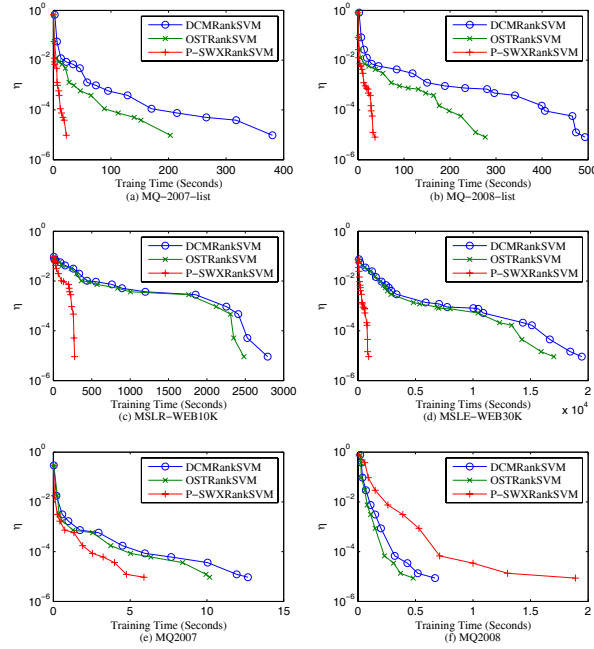 10^0
10^-2
10^-4
10^-6
η
DCMRankSVM
OSTRankSVM
P-SWXRankSVM
0 100 200 300 400
Traing Time (Seconds)
(a) MQ-2007-list
10^0
10^-2
10^-4
10^-6
η
DCMRankSVM
OSTRankSVM
P-SWXRankSVM
0 100 200 300 400 500
Traing Time (Seconds)
(b) MQ-2008-list
10^0
10^-2
10^-4
10^-6
η
DCMRankSVM
OSTRankSVM
P-SWXRankSVM
0 500 1000 1500 2000 2500 3000
Training Time (Seconds)
(c) MSLR-WEB10K
10^0
10^-2
10^-4
10^-6
η
DCMRankSVM
OSTRankSVM
P-SWXRankSVM
0 0.5 1 1.5 2
x 10^4
Training Time (Seconds)
(d) MSLE-WEB30K
10^0
10^-2
10^-4
10^-6
η
DCMRankSVM
OSTRankSVM
P-SWXRankSVM
0 5 10 15
Training Time (Seconds)
(e) MQ2007
10^0
10^-2
10^-4
10^-6
η
DCMRankSVM
OSTRankSVM
P-SWXRankSVM
0 0.5 1 1.5 2
Training Time (Seconds)
(f) MQ2008